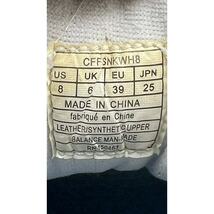 CFFSNKWH8
US UK EU JPN
8 6 39 25
MADE IN CHINA
fabriqué en Chine
LEATHER/SYNTHETIC UPPER
BALANCE MAN-MADE